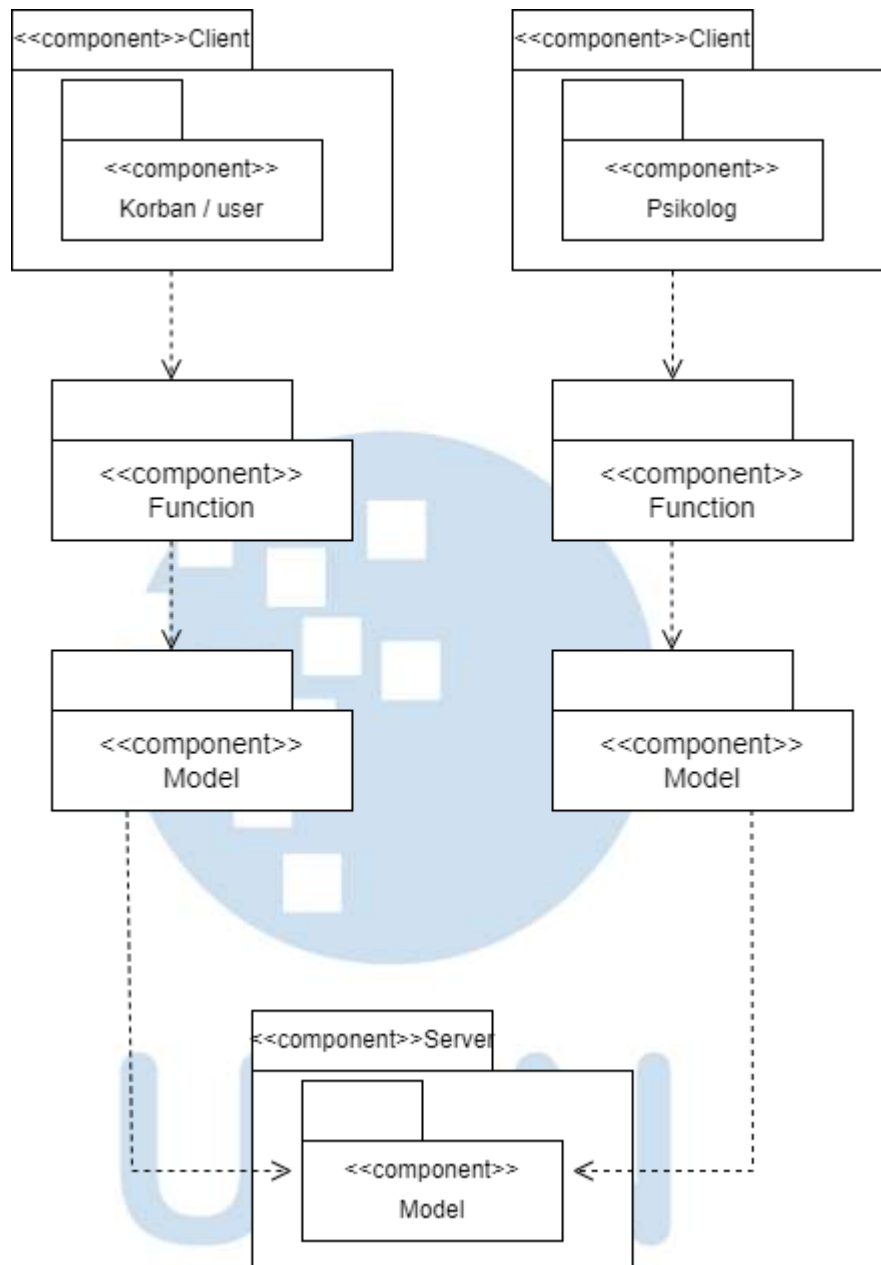 <<component>>Client
<<component>>
Korban / user
<<component>>Client
<<component>>
Psikolog
<<component>>
Function
<<component>>
Function
<<component>>
Model
<<component>>
Model
<<component>>Server
<<component>>
Model